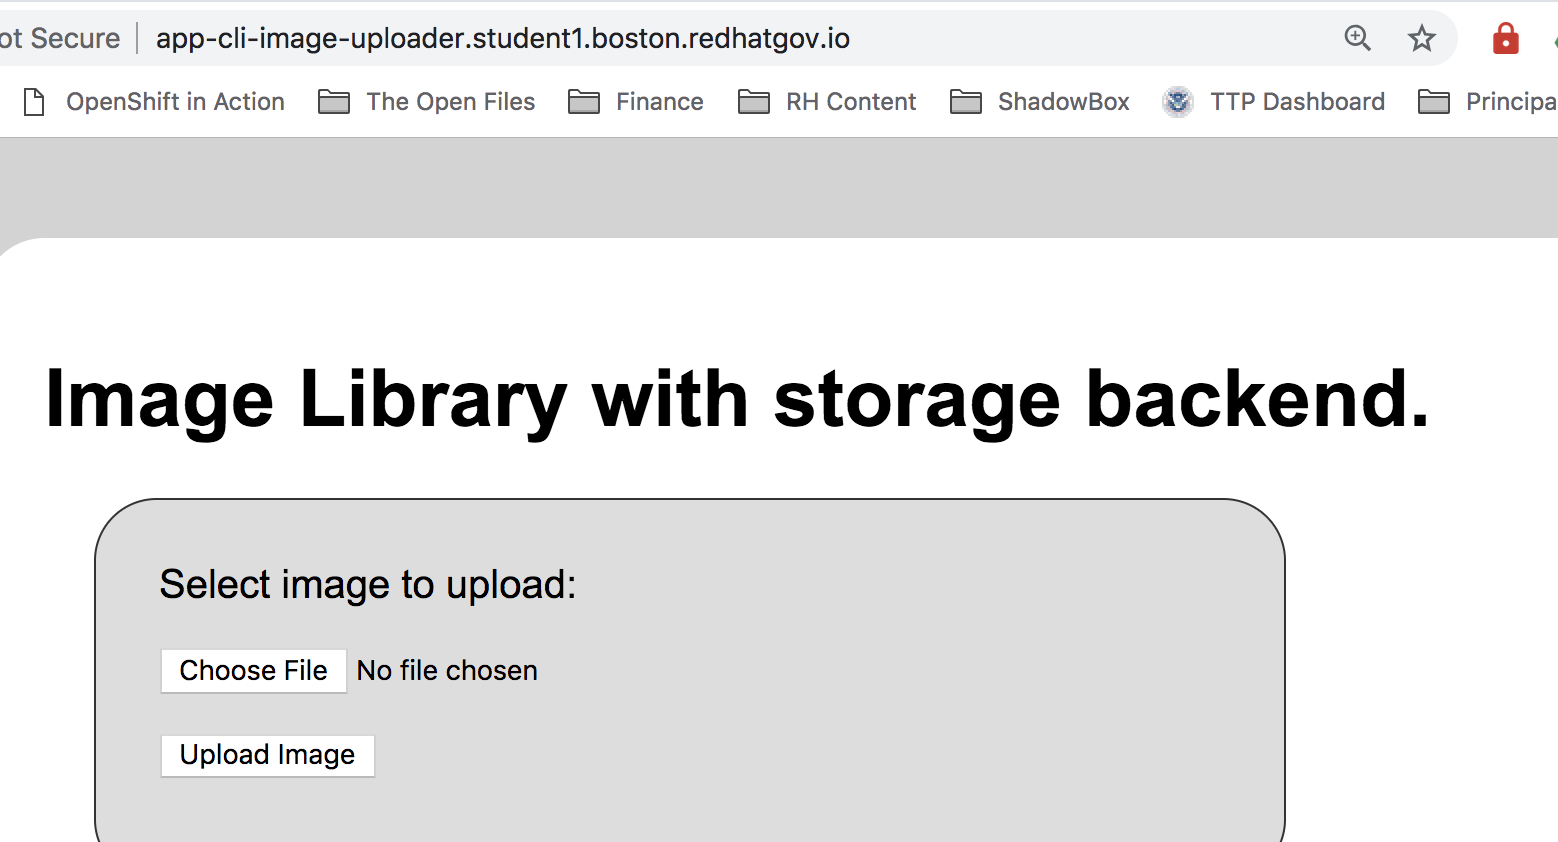 ot Secure app-cli-image-uploader.student1.boston.redhatgov.io
OpenShift in Action The Open Files Finance RH Content ShadowBox TTP Dashboard Principa
Image Library with storage backend.
Select image to upload:
Choose File No file chosen
Upload Image